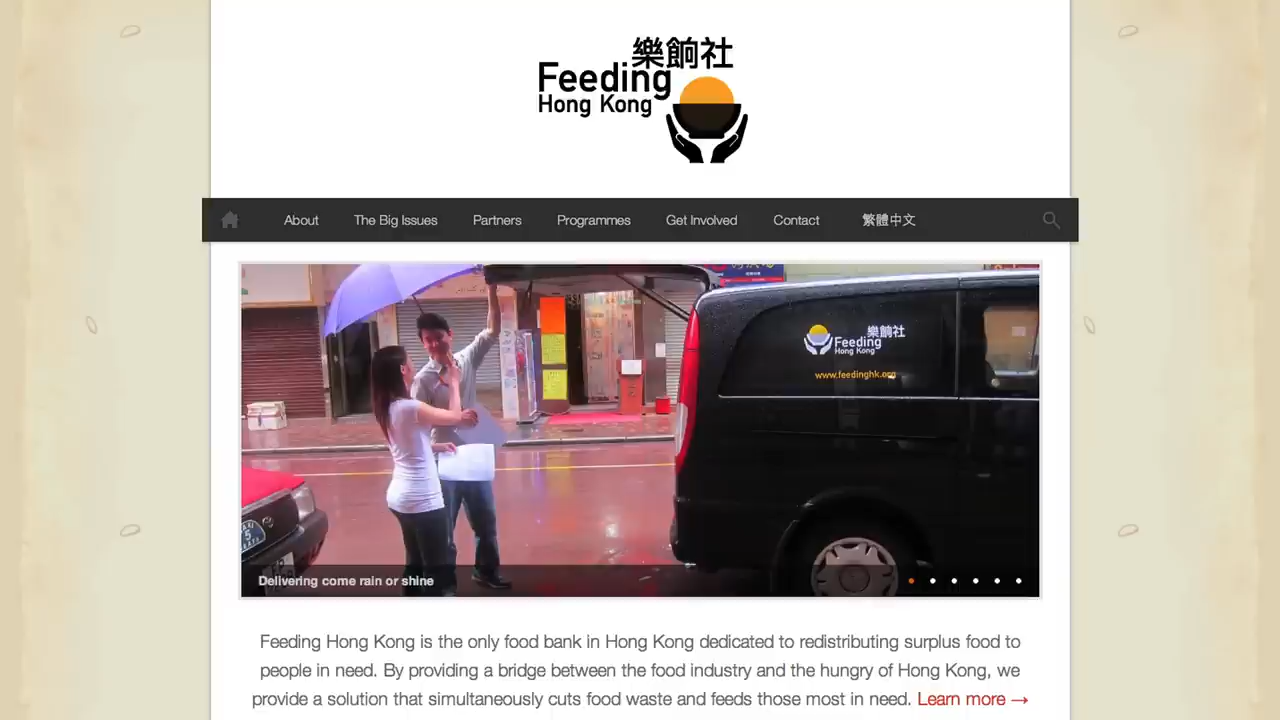 樂餉社
Feeding
Hong Kong
About The Big Issues Partners Programmes Get Involved Contact 繁體中文
樂餉社
Feeding
Hong Kong
www.feedinghk.org
Delivering come rain or shine
Feeding Hong Kong is the only food bank in Hong Kong dedicated to redistributing surplus food to
people in need. By providing a bridge between the food industry and the hungry of Hong Kong, we
provide a solution that simultaneously cuts food waste and feeds those most in need. Learn more →